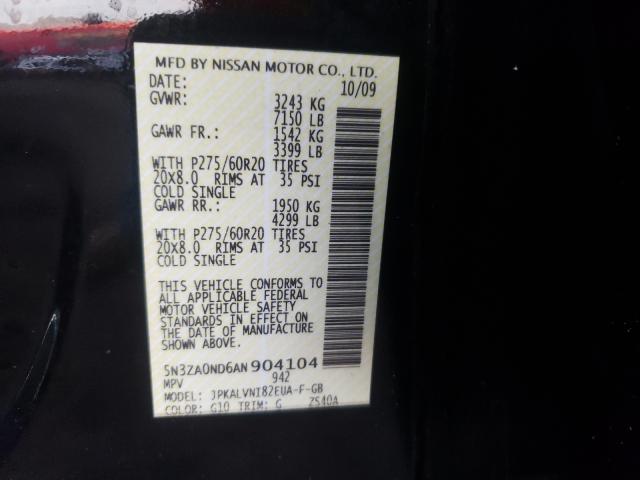 MFD BY NISSAN MOTOR CO., LTD.
DATE: 10/09
GVWR: 3243 KG
7150 LB
GAWR FR.: 1542 KG
3399 LB
WITH P275/60R20 TIRES
20X8.0 RIMS AT 35 PSI
COLD SINGLE
GAWR RR.: 1950 KG
4299 LB
WITH P275/60R20 TIRES
20X8.0 RIMS AT 35 PSI
COLD SINGLE
THIS VEHICLE CONFORMS TO
ALL APPLICABLE FEDERAL
MOTOR VEHICLE SAFETY
STANDARDS IN EFFECT ON
THE DATE OF MANUFACTURE
SHOWN ABOVE.
5N3ZA0ND6AN904104
MPV 942
MODEL: JPKALVNI82EUA-F-GB
COLOR: G10 TRIM: G ZS40A